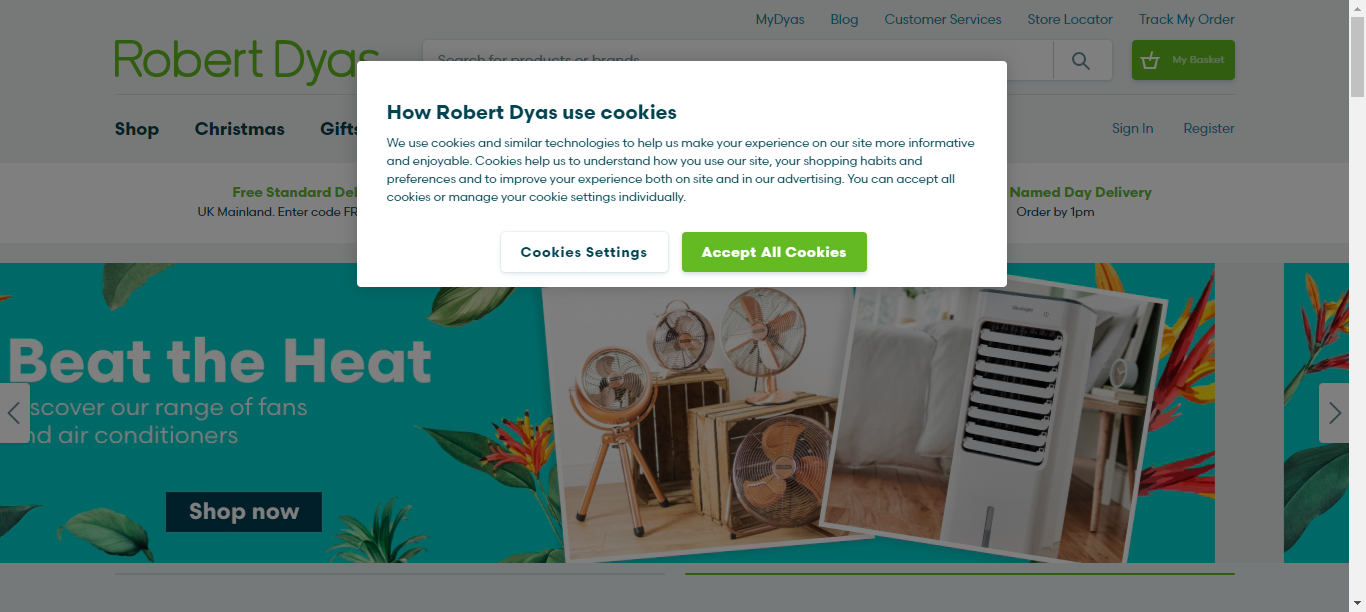 MyDyas Blog Customer Services Store Locator Track My Order
Robert Dyas
Search for products or brands
My Basket
Shop Christmas Gifts
Sign In Register
How Robert Dyas use cookies
We use cookies and similar technologies to help us make your experience on our site more informative
and enjoyable. Cookies help us to understand how you use our site, your shopping habits and
preferences and to improve your experience both on site and in our advertising. You can accept all
cookies or manage your cookie settings individually.
Cookies Settings Accept All Cookies
Free Standard Del
UK Mainland. Enter code FR
Named Day Delivery
Order by 1pm
Beat the Heat
iscover our range of fans
nd air conditioners
Shop now